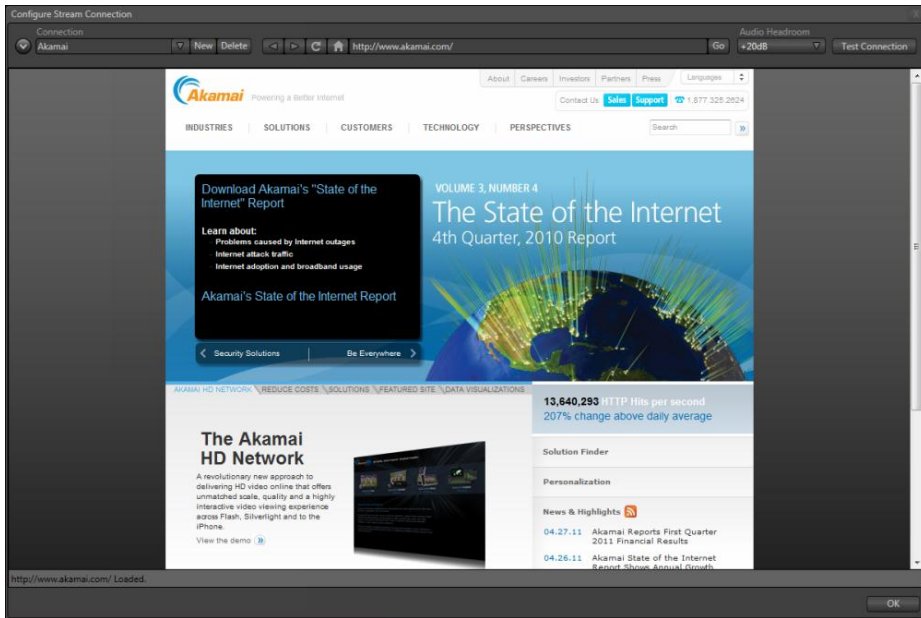 Configure Stream Connection
Connection
Audio Headroom
Akamai New Delete http://www.akamai.com/ Go +20dB Test Connection
About Careers Investors Partners Press Languages
Akamai Powering a Better Internet
Contact Us Sales Support 1.877.325.2624
INDUSTRIES SOLUTIONS CUSTOMERS TECHNOLOGY PERSPECTIVES Search
Download Akamai's "State of the
Internet" Report
Learn about:
Problems caused by Internet outages
Internet attack traffic
Internet adoption and broadband usage
Akamai's State of the Internet Report
Security Solutions Be Everywhere
VOLUME 3, NUMBER 4
The State of the Internet
4th Quarter, 2010 Report
AKAMAI HD NETWORK REDUCE COSTS SOLUTIONS FEATURED SITE DATA VISUALIZATIONS
The Akamai
HD Network
A revolutionary new approach to
delivering HD video online that offers
unmatched scale, quality and a highly
interactive video viewing experience
across Flash, Silverlight and to the
iPhone.
View the demo
13,640,293 HTTP Hits per second
207% change above daily average
Solution Finder
Personalization
News & Highlights
04.27.11 Akamai Reports First Quarter
2011 Financial Results
04.26.11 Akamai State of the Internet
Report Shows Annual Growth
http://www.akamai.com/ Loaded.
OK